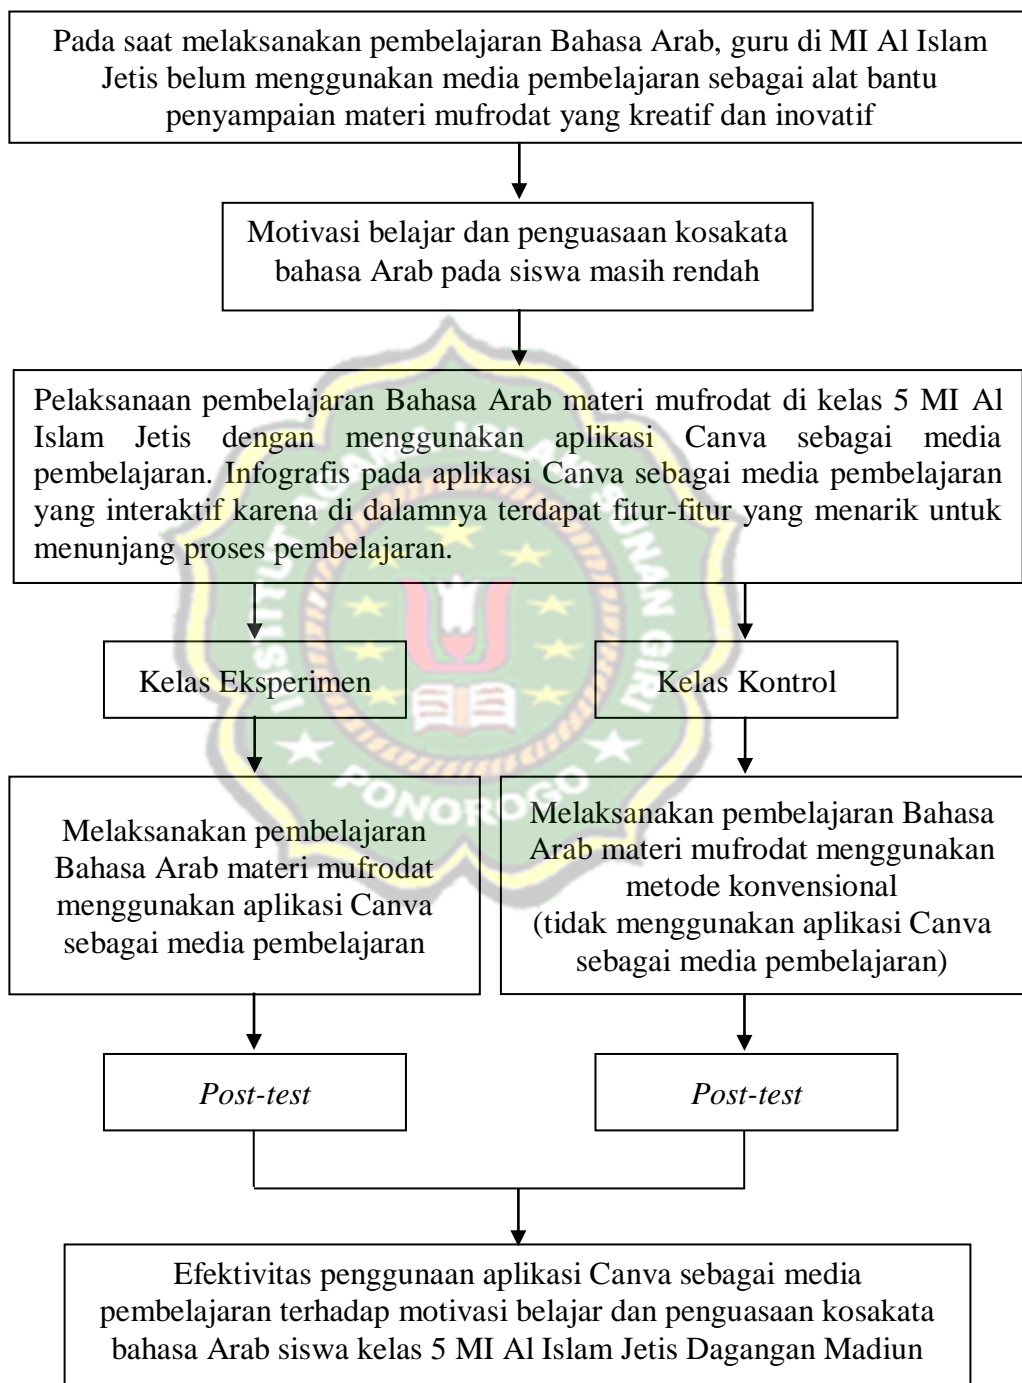 Pada saat melaksanakan pembelajaran Bahasa Arab, guru di MI Al Islam
Jetis belum menggunakan media pembelajaran sebagai alat bantu
penyampaian materi mufrodat yang kreatif dan inovatif
Motivasi belajar dan penguasaan kosakata
bahasa Arab pada siswa masih rendah
Pelaksanaan pembelajaran Bahasa Arab materi mufrodat di kelas 5 MI Al
Islam Jetis dengan menggunakan aplikasi Canva sebagai media
pembelajaran. Infografis pada aplikasi Canva sebagai media pembelajaran
yang interaktif karena di dalamnya terdapat fitur-fitur yang menarik untuk
menunjang proses pembelajaran.
Kelas Eksperimen
Kelas Kontrol
Melaksanakan pembelajaran
Bahasa Arab materi mufrodat
menggunakan aplikasi Canva
sebagai media pembelajaran
Melaksanakan pembelajaran Bahasa
Arab materi mufrodat menggunakan
metode konvensional
(tidak menggunakan aplikasi Canva
sebagai media pembelajaran)
Post-test
Post-test
Efektivitas penggunaan aplikasi Canva sebagai media
pembelajaran terhadap motivasi belajar dan penguasaan kosakata
bahasa Arab siswa kelas 5 MI Al Islam Jetis Dagangan Madiun
INSTITUT AGAMA ISLAM SUNAN GIRI
PONOROGO